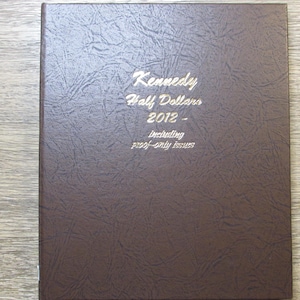 Kennedy
Half Dollars
2012 -
including
proof-only issues